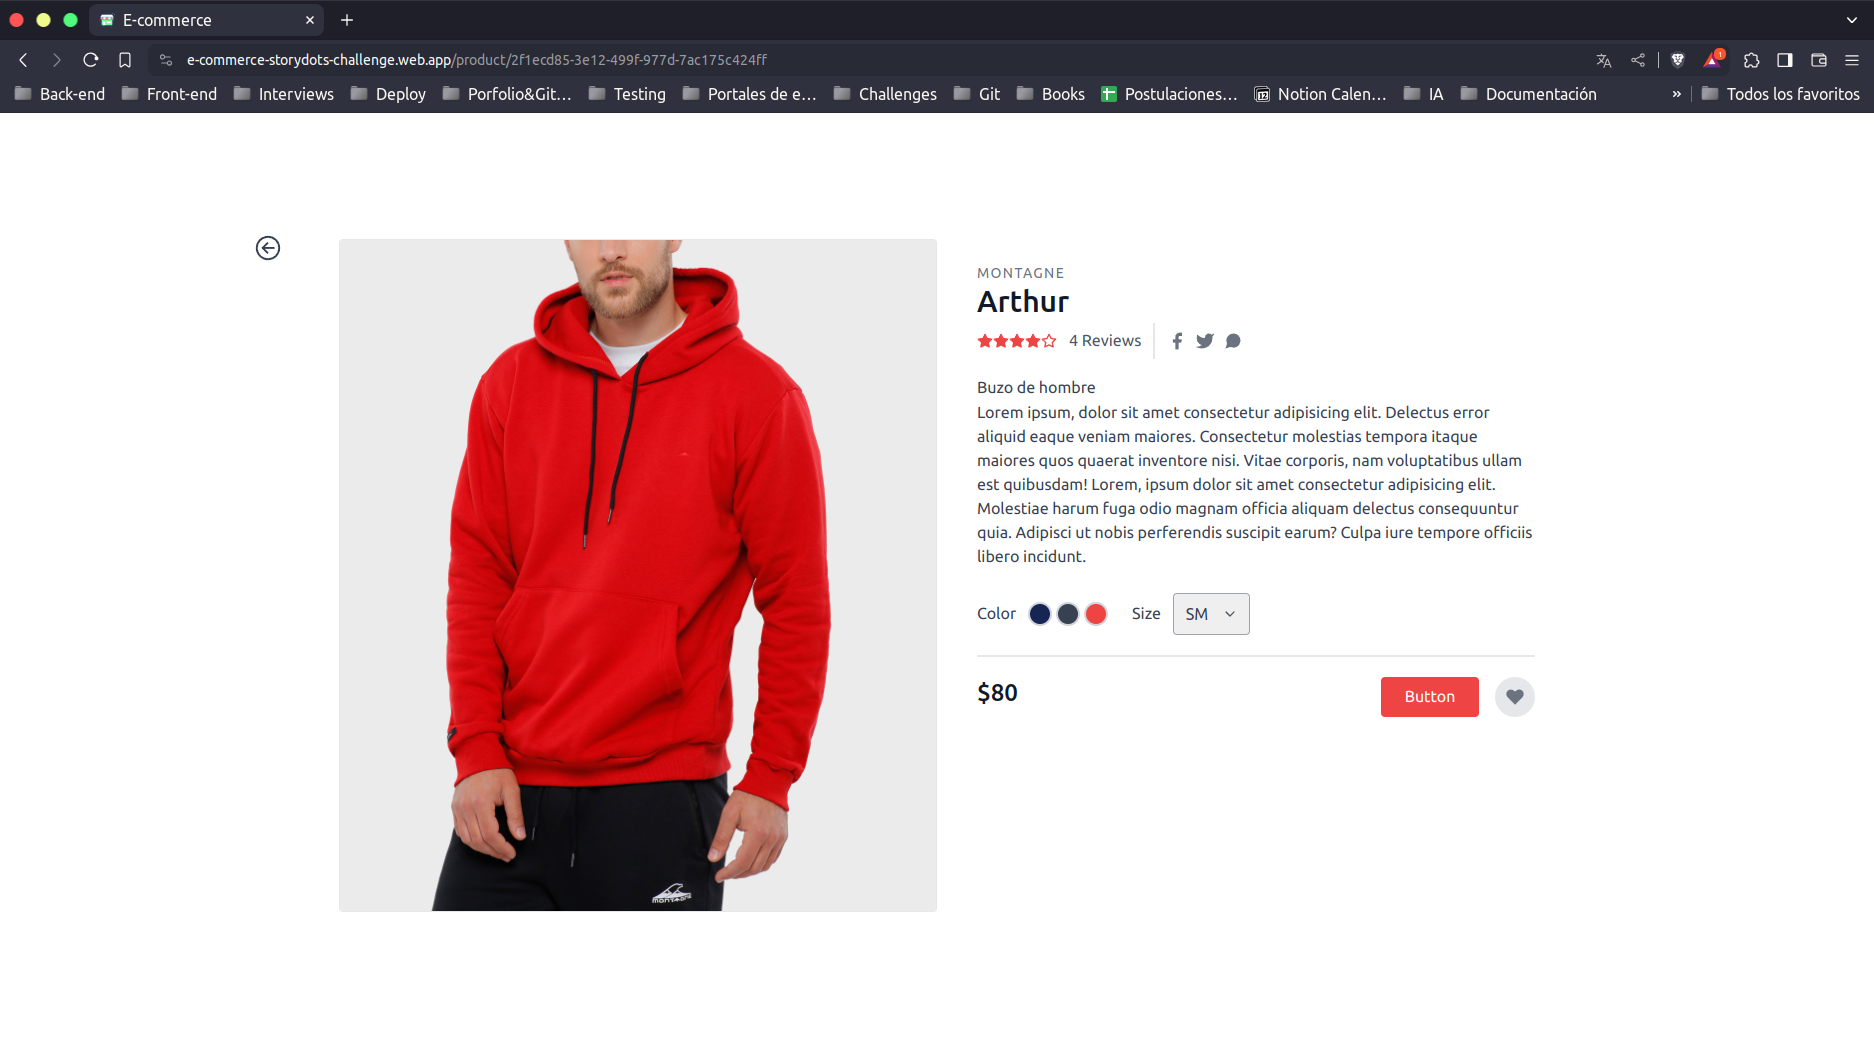 E-commerce
e-commerce-storydots-challenge.web.app/product/2f1ecd85-3e12-499f-977d-7ac175c424ff
1
Back-end Front-end Interviews Deploy Porfolio&Git... Testing Portales de e... Challenges Git Books Postulaciones... Notion Calen... IA Documentación » Todos los favoritos
MONTAGNE
Arthur
4 Reviews
Buzo de hombre
Lorem ipsum, dolor sit amet consectetur adipisicing elit. Delectus error
aliquid eaque veniam maiores. Consectetur molestias tempora itaque
maiores quos quaerat inventore nisi. Vitae corporis, nam voluptatibus ullam
est quibusdam! Lorem, ipsum dolor sit amet consectetur adipisicing elit.
Molestiae harum fuga odio magnam officia aliquam delectus consequuntur
quia. Adipisci ut nobis perferendis suscipit earum? Culpa iure tempore officiis
libero incidunt.
Color Size SM
$80 Button
MONTAGNE